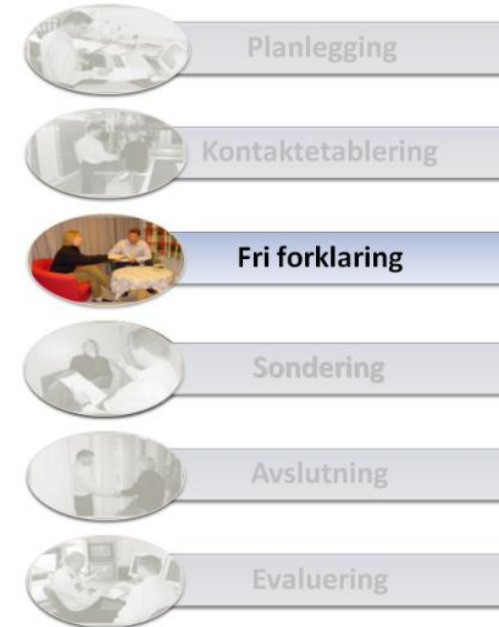 Planlegging
Kontaktetablering
Fri forklaring
Sondering
Avslutning
Evaluering